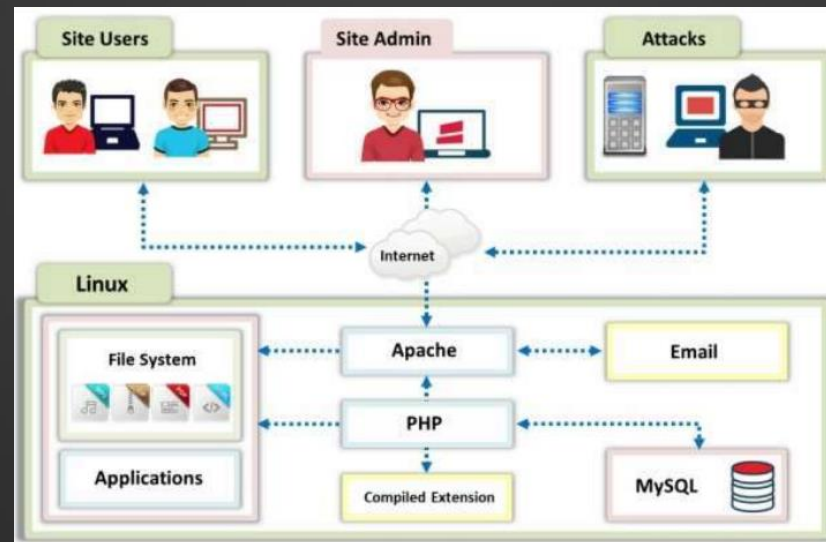 Site Users
Site Admin
Attacks
Internet
Linux
File System
Apache
Email
PHP
Applications
Compiled Extension
MySQL